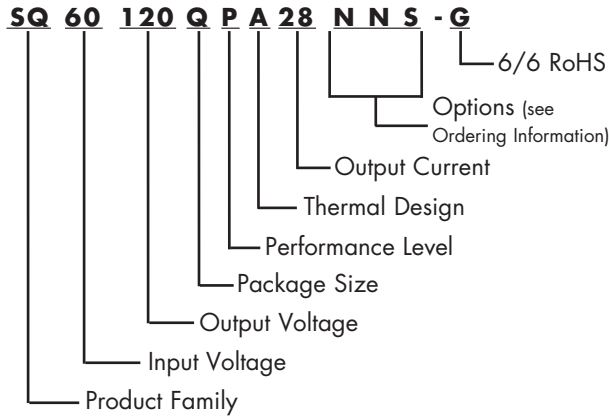 SQ 60 120 Q P A 28 N N S - G
6/6 RoHS
Options (see
Ordering Information)
Output Current
Thermal Design
Performance Level
Package Size
Output Voltage
Input Voltage
Product Family